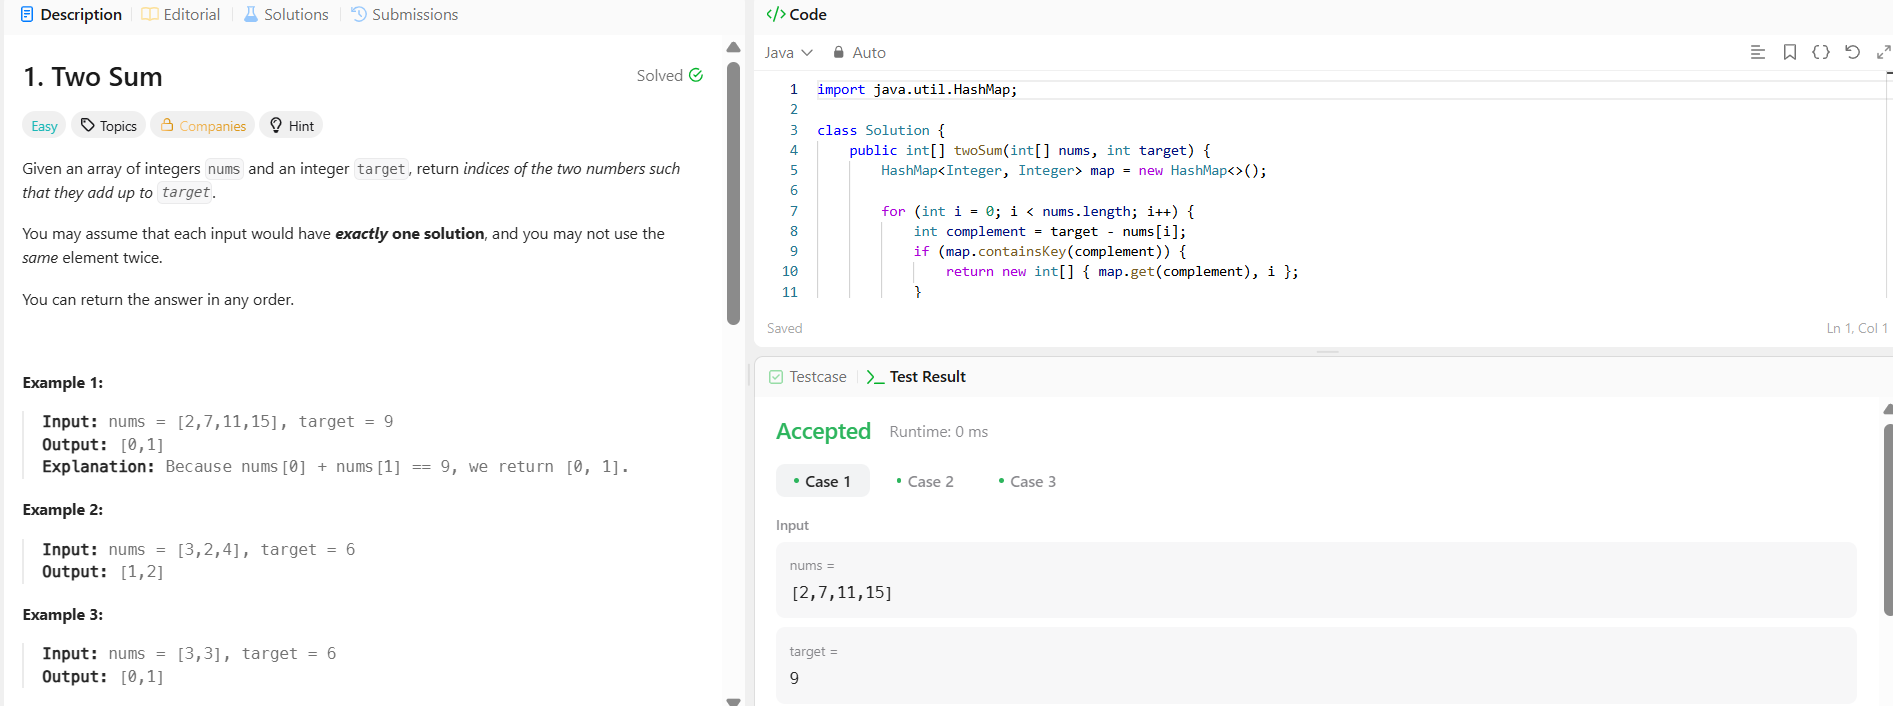 Description Editorial Solutions Submissions
1. Two Sum
Solved
Easy Topics Companies Hint
Given an array of integers nums and an integer target, return indices of the two numbers such
that they add up to target.
You may assume that each input would have exactly one solution, and you may not use the
same element twice.
You can return the answer in any order.
Example 1:
Input: nums = [2,7,11,15], target = 9
Output: [0,1]
Explanation: Because nums[0] + nums[1] == 9, we return [0, 1].
Example 2:
Input: nums = [3,2,4], target = 6
Output: [1,2]
Example 3:
Input: nums = [3,3], target = 6
Output: [0,1]
</> Code
Java Auto
1 import java.util.HashMap;
2
3 class Solution {
4 public int[] twoSum(int[] nums, int target) {
5 HashMap<Integer, Integer> map = new HashMap<>();
6
7 for (int i = 0; i < nums.length; i++) {
8 int complement = target - nums[i];
9 if (map.containsKey(complement)) {
10 return new int[] { map.get(complement), i };
11 }
Saved
Ln 1, Col 1
Testcase >_ Test Result
Accepted Runtime: 0 ms
Case 1 Case 2 Case 3
Input
nums =
[2,7,11,15]
target =
9